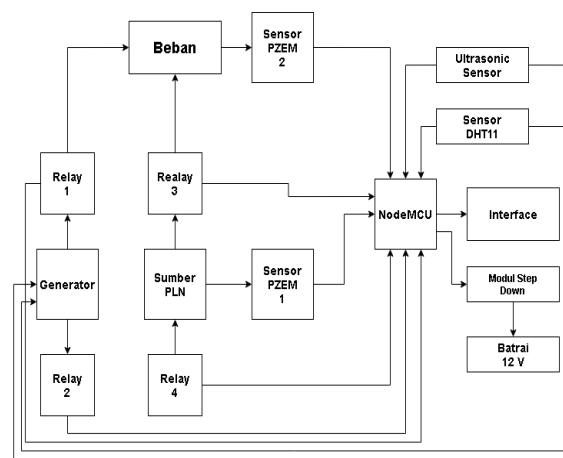 Beban
Sensor
PZEM
2
Ultrasonic
Sensor
Sensor
DHT11
Relay
1
Realay
3
NodeMCU
Interface
Generator
Sumber
PLN
Sensor
PZEM
1
Modul Step
Down
Batrai
12 V
Relay
2
Relay
4